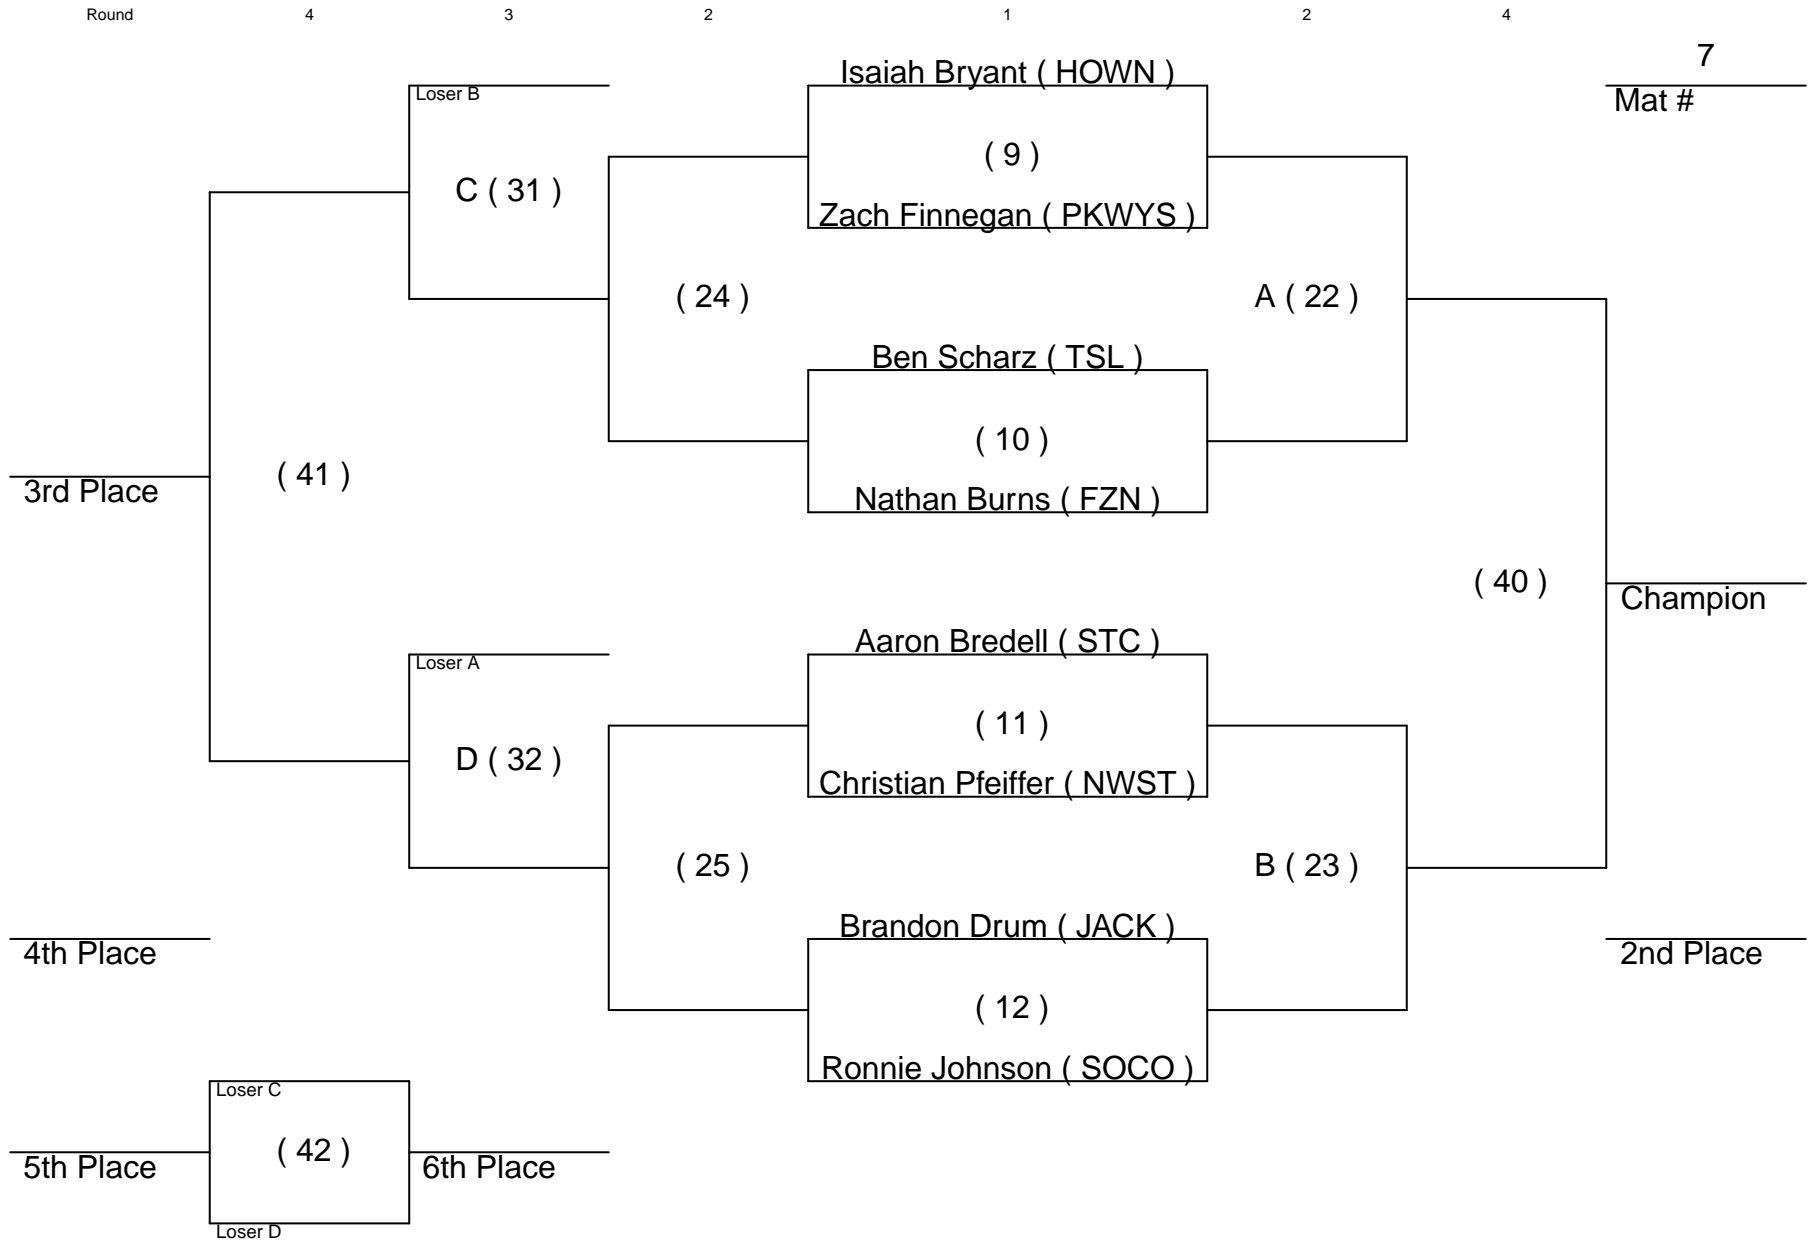 Round 4 3 2 1 2 4
7
Mat #
Isaiah Bryant ( HOWN )
Loser B
( 9 )
C ( 31 )
Zach Finnegan ( PKWYS )
( 24 )
A ( 22 )
Ben Scharz ( TSL )
( 10 )
( 41 )
3rd Place
Nathan Burns ( FZN )
( 40 )
Champion
Aaron Bredell ( STC )
Loser A
( 11 )
D ( 32 )
Christian Pfeiffer ( NWST )
( 25 )
B ( 23 )
Brandon Drum ( JACK )
4th Place
2nd Place
( 12 )
Ronnie Johnson ( SOCO )
Loser C
( 42 )
5th Place
6th Place
Loser D